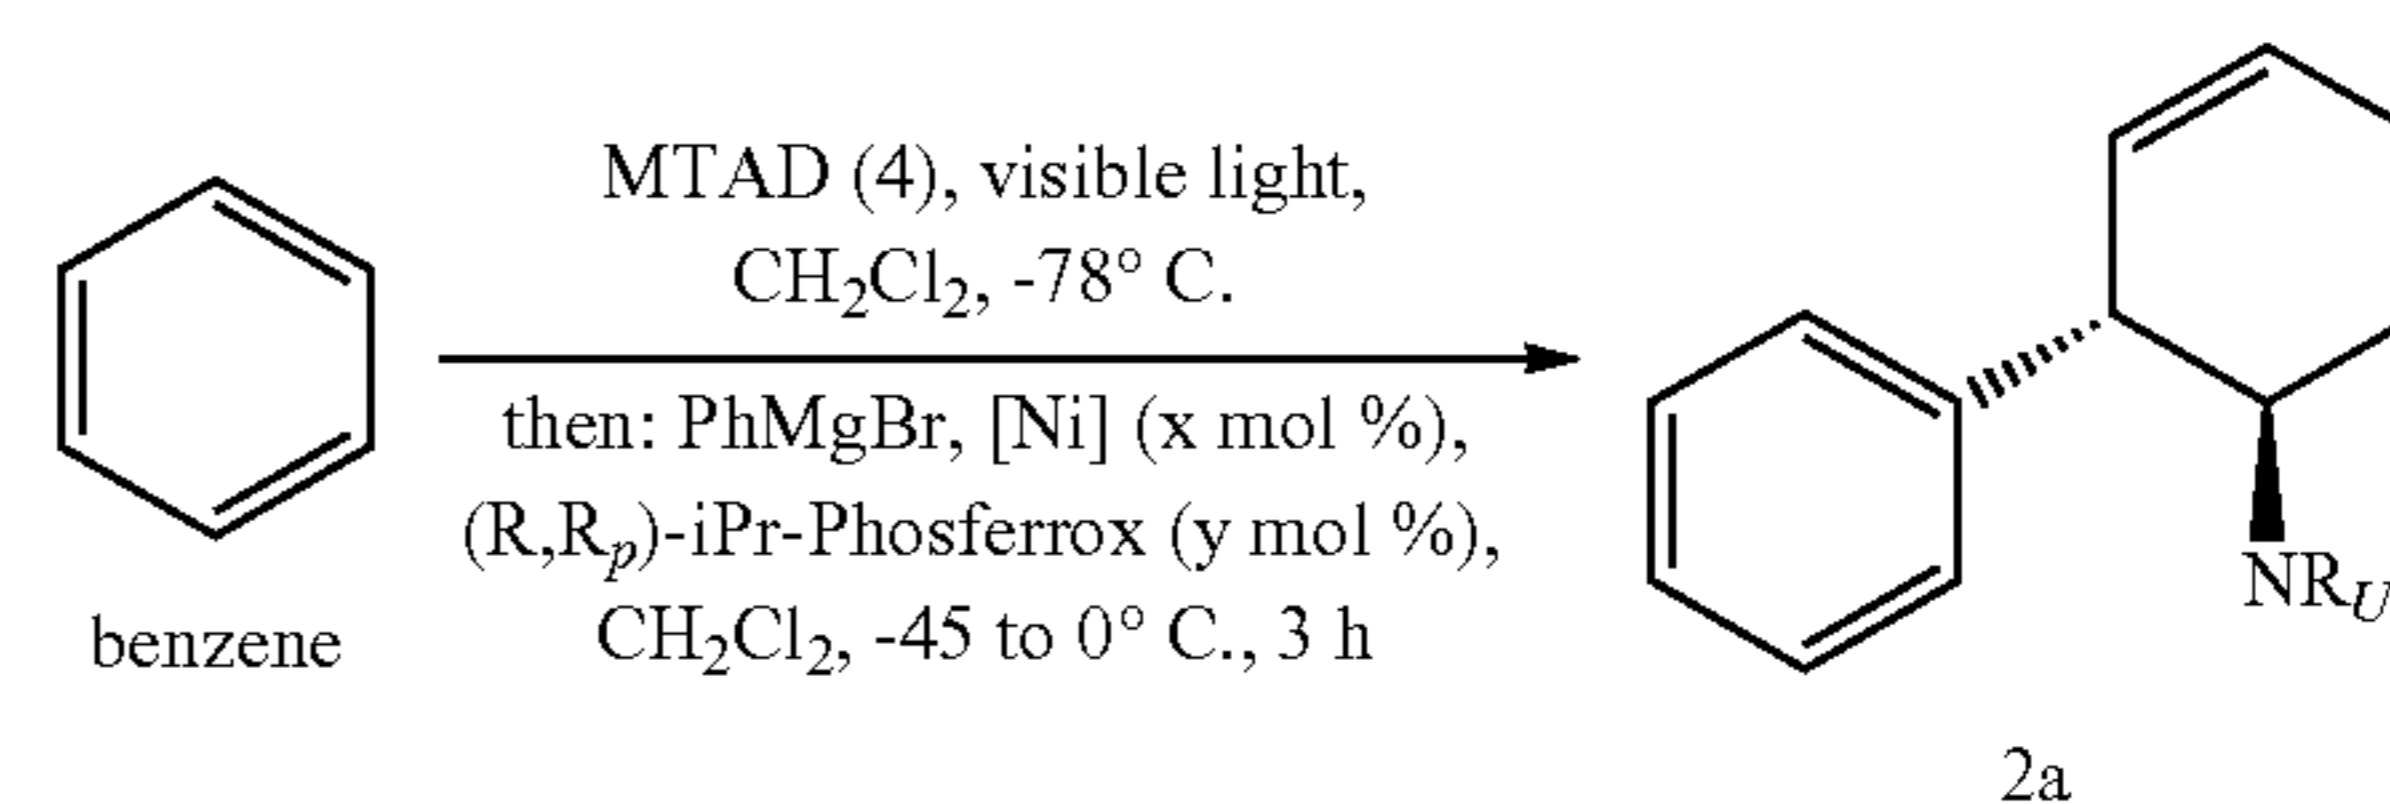 MTAD (4), visible light,
CH₂Cl₂, -78° C.
then: PhMgBr, [Ni] (x mol %),
(R,Rₚ)-iPr-Phosferrox (y mol %),
CH₂Cl₂, -45 to 0° C., 3 h
benzene
NR_U
2a